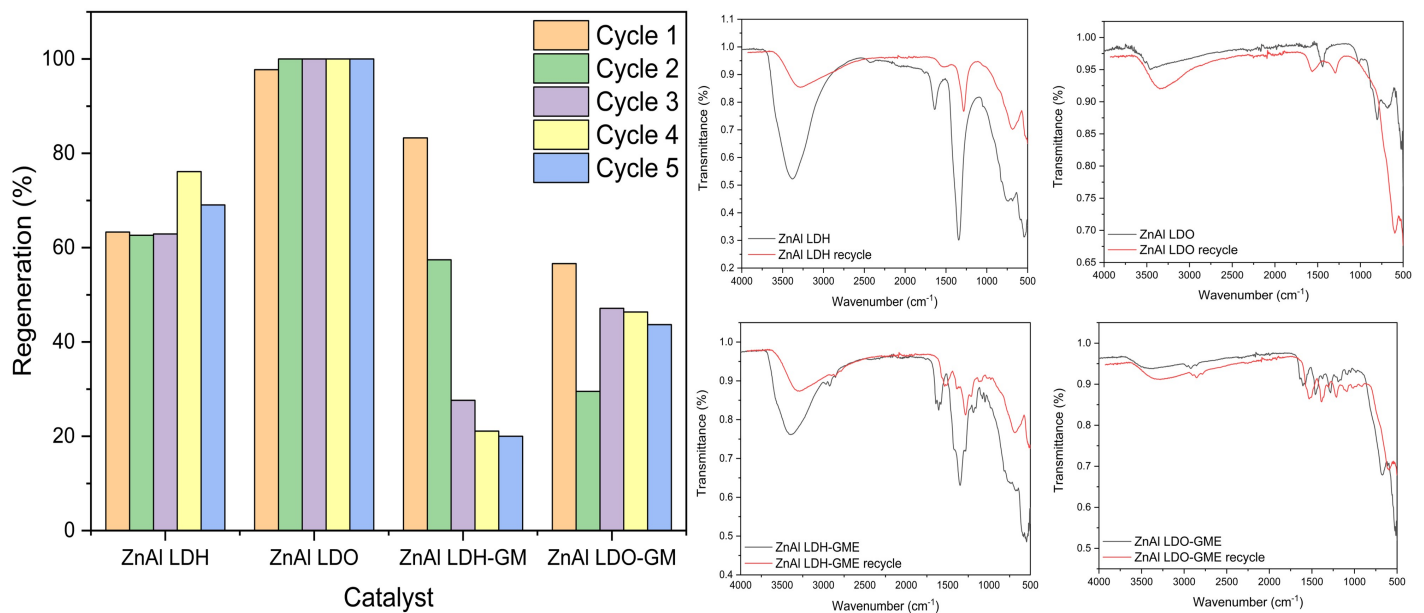 100
80
60
40
20
0
Regeneration (%)
Cycle 1
Cycle 2
Cycle 3
Cycle 4
Cycle 5
ZnAl LDH ZnAl LDO ZnAl LDH-GM ZnAl LDO-GM
Catalyst
1.1
1.0
0.9
0.8
0.7
0.6
0.5
0.4
0.3
0.2
Transmittance (%)
ZnAl LDH
ZnAl LDH recycle
4000 3500 3000 2500 2000 1500 1000 500
Wavenumber (cm⁻¹)
1.05
1.00
0.95
0.90
0.85
0.80
0.75
0.70
0.65
Transmittance (%)
ZnAl LDO
ZnAl LDO recycle
4000 3500 3000 2500 2000 1500 1000 500
Wavenumber (cm⁻¹)
1.0
0.9
0.8
0.7
0.6
0.5
0.4
Transmittance (%)
ZnAl LDH-GME
ZnAl LDH-GME recycle
4000 3500 3000 2500 2000 1500 1000 500
Wavenumber (cm⁻¹)
1.0
0.9
0.8
0.7
0.6
0.5
Transmittance (%)
ZnAl LDO-GME
ZnAl LDO-GME recycle
4000 3500 3000 2500 2000 1500 1000 500
Wavenumber (cm⁻¹)